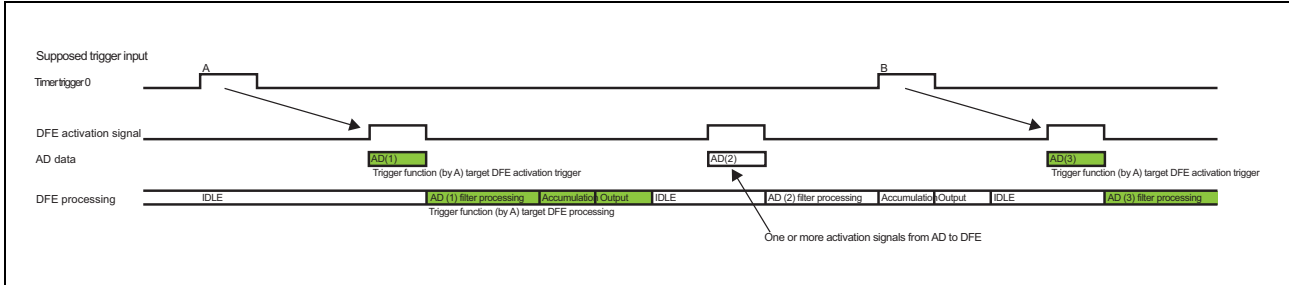 Supposed trigger input
A
B
Timer trigger 0
DFE activation signal
AD data
AD(1)
AD(2)
AD(3)
Trigger function (by A) target DFE activation trigger
Trigger function (by A) target DFE activation trigger
DFE processing
IDLE
AD (1) filter processing
Accumulation
Output
IDLE
AD (2) filter processing
Accumulation
Output
IDLE
AD (3) filter processing
Trigger function (by A) target DFE processing
One or more activation signals from AD to DFE